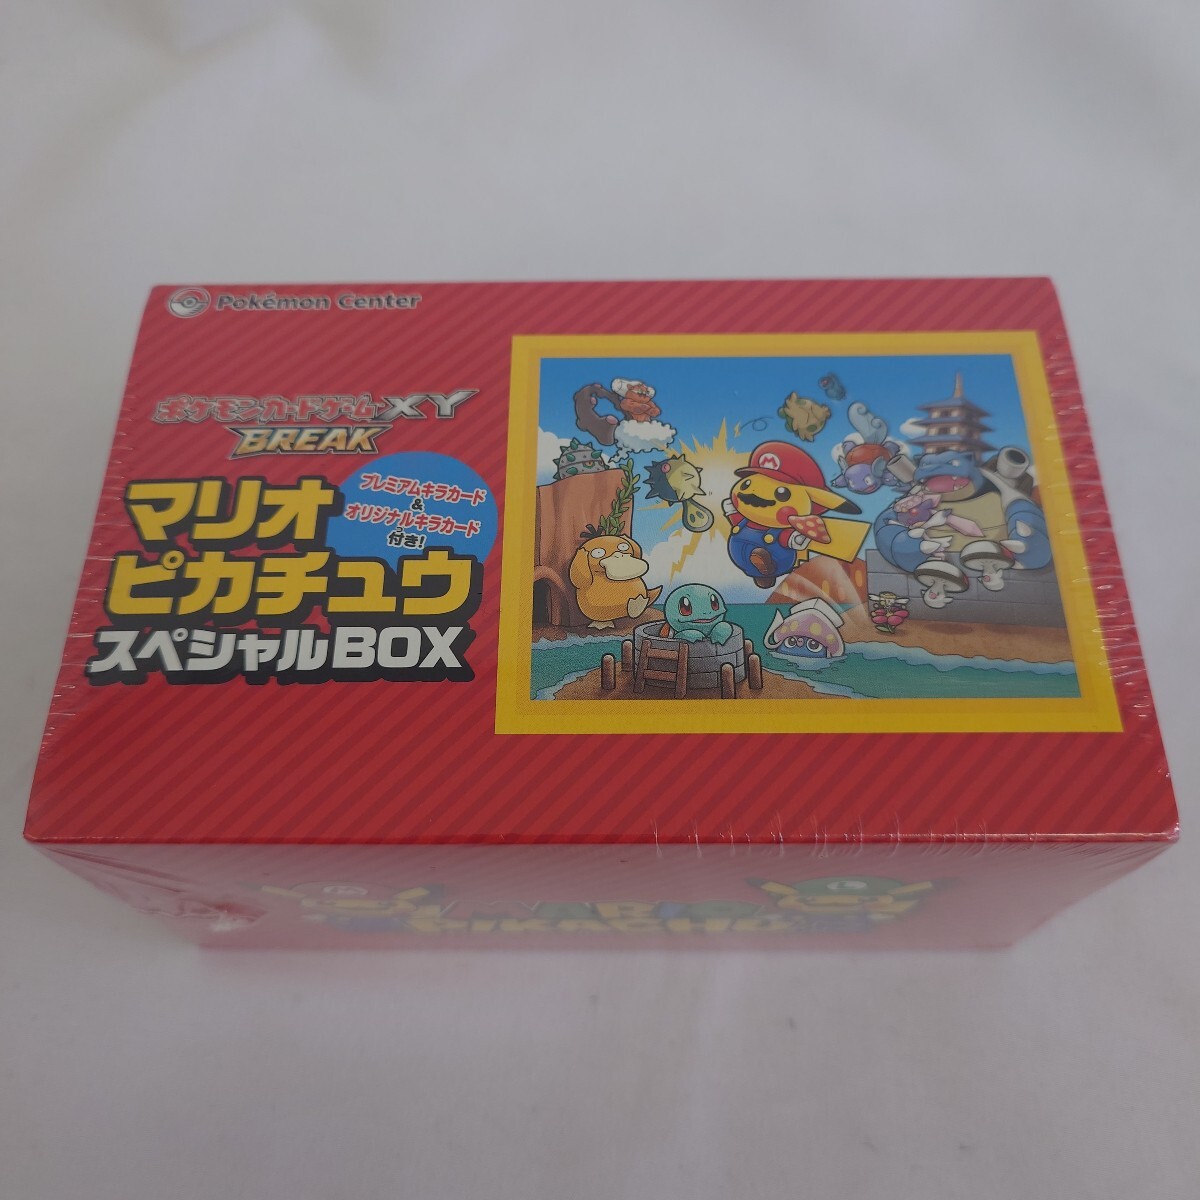 Pokémon Center
ポケモンカードゲームXY
BREAK
プレミアムキラカード
&
オリジナルキラカード
付き!
マリオ
ピカチュウ
スペシャルBOX
M
MARIO
PIKACHU
L